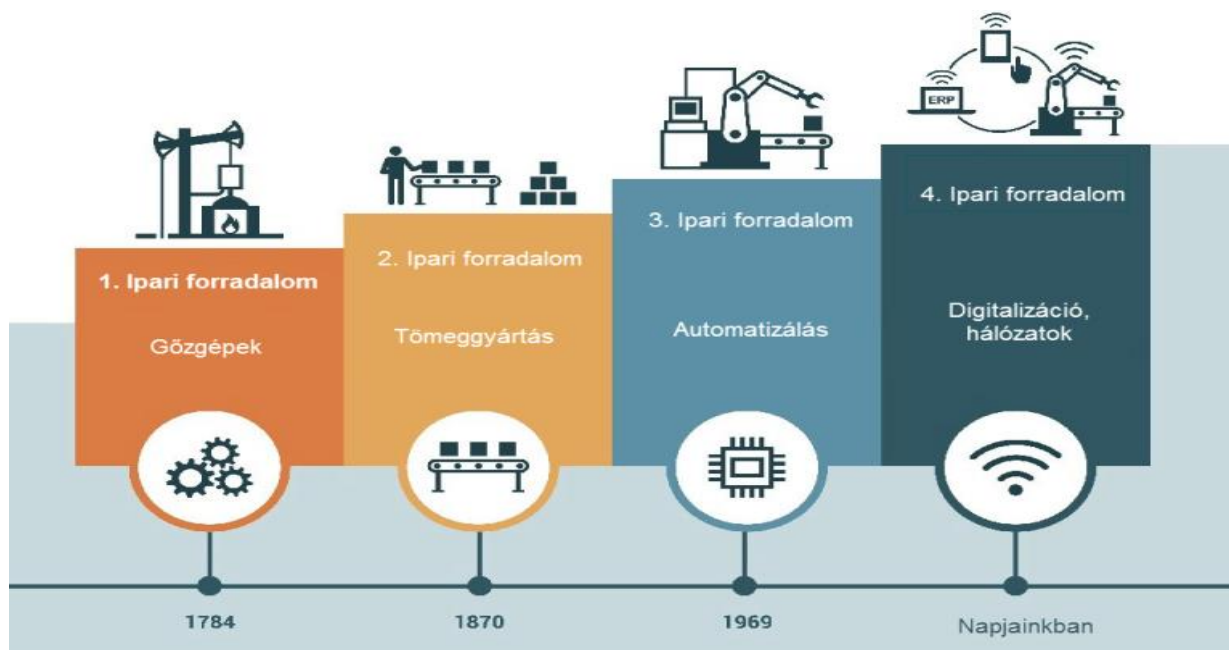 ERP
1. Ipari forradalom
Gőzgépek
2. Ipari forradalom
Tömeggyártás
3. Ipari forradalom
Automatizálás
4. Ipari forradalom
Digitalizáció,
hálózatok
1784
1870
1969
Napjainkban